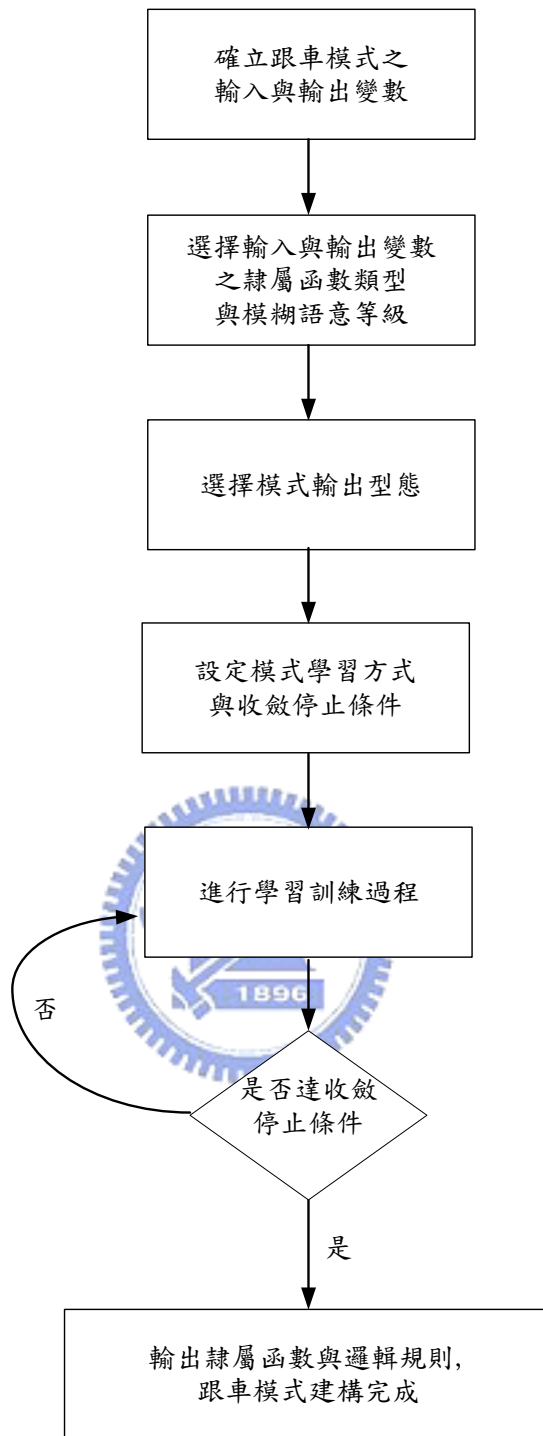 確立跟車模式之
輸入與輸出變數
選擇輸入與輸出變數
之隸屬函數類型
與模糊語意等級
選擇模式輸出型態
設定模式學習方式
與收斂停止條件
進行學習訓練過程
1896
否
是否達收斂
停止條件
是
輸出隸屬函數與邏輯規則,
跟車模式建構完成